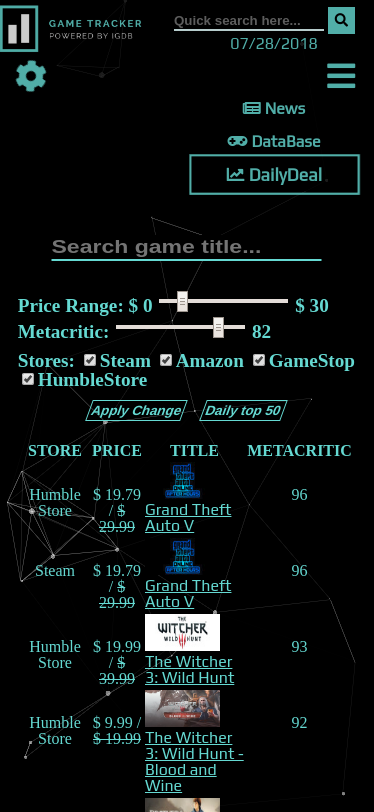 GAME TRACKER
POWERED BY IGDB
Quick search here...
07/28/2018
News
DataBase
DailyDeal
Search game title...
Price Range: $ 0 $ 30
Metacritic: 82
Stores: Steam Amazon GameStop
HumbleStore
Apply Change Daily top 50
STORE PRICE TITLE METACRITIC
Humble Store $ 19.79 / $ 29.99 Grand Theft Auto V 96
Steam $ 19.79 / $ 29.99 Grand Theft Auto V 96
THE WITCHER WILD HUNT
Humble Store $ 19.99 / $ 39.99 The Witcher 3: Wild Hunt 93
Humble Store $ 9.99 / $ 19.99 The Witcher 3: Wild Hunt - Blood and Wine 92